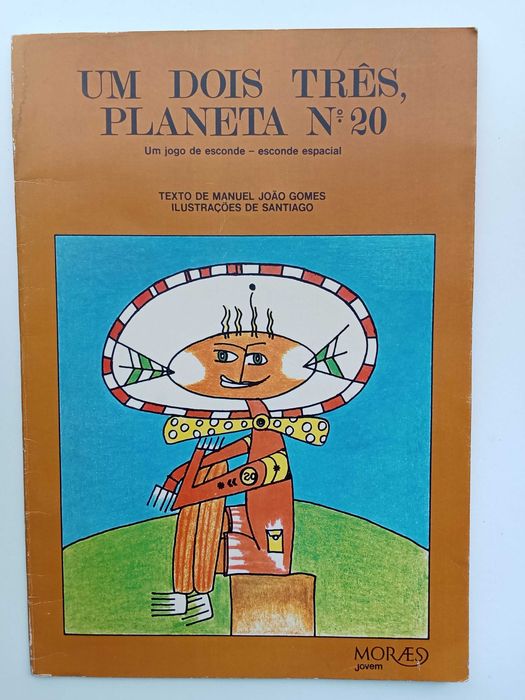 UM DOIS TRÊS,
PLANETA Nº 20
Um jogo de esconde - esconde espacial
TEXTO DE MANUEL JOÃO GOMES
ILUSTRAÇÕES DE SANTIAGO
20
MORÆS
jovem